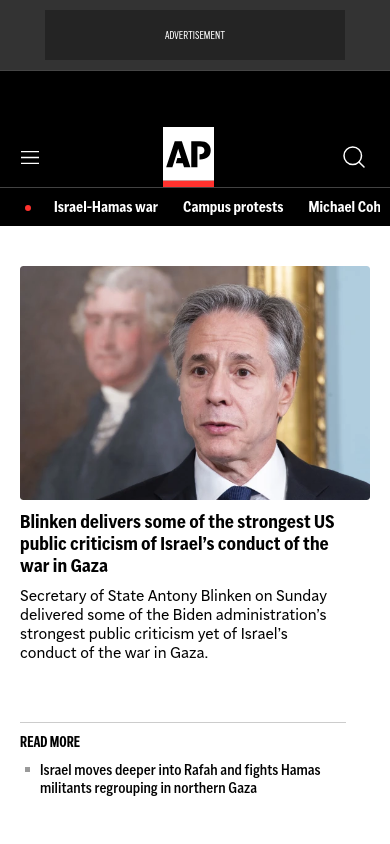 ADVERTISEMENT
AP
Israel-Hamas war Campus protests Michael Coh
Blinken delivers some of the strongest US
public criticism of Israel’s conduct of the
war in Gaza
Secretary of State Antony Blinken on Sunday
delivered some of the Biden administration’s
strongest public criticism yet of Israel’s
conduct of the war in Gaza.
READ MORE
Israel moves deeper into Rafah and fights Hamas
militants regrouping in northern Gaza